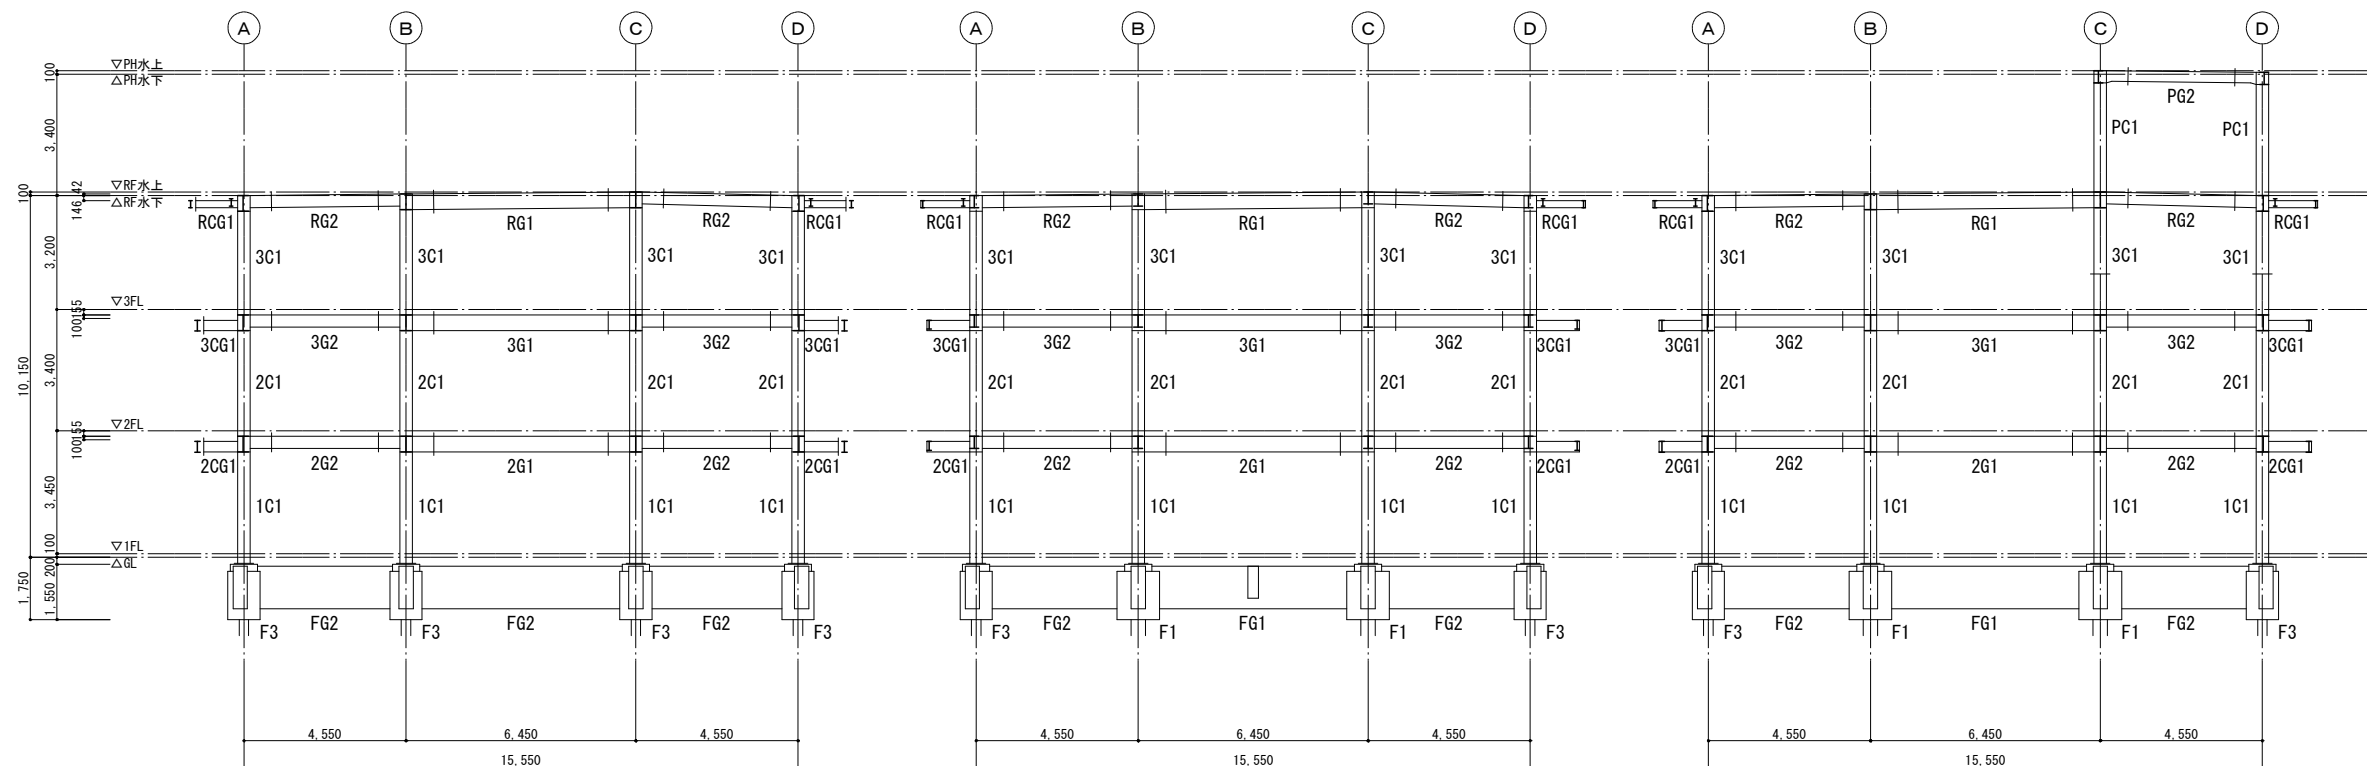 A B C D A B C D A B C D
▽PH水上
100
△PH水下
PG2
3,400
PC1 PC1
▽RF水上
42
100
△RF水下
146
RCG1 RG2 RG1 RG2 RCG1 RCG1 RG2 RG1 RG2 RCG1 RCG1 RG2 RG1 RG2 RCG1
3,200
3C1 3C1 3C1 3C1 3C1 3C1 3C1 3C1 3C1 3C1 3C1 3C1
▽3FL
155
100
3CG1 3G2 3G1 3G2 3CG1 3CG1 3G2 3G1 3G2 3CG1 3CG1 3G2 3G1 3G2 3CG1
10,150
3,400
2C1 2C1 2C1 2C1 2C1 2C1 2C1 2C1 2C1 2C1 2C1 2C1
▽2FL
155
100
2CG1 2G2 2G1 2G2 2CG1 2CG1 2G2 2G1 2G2 2CG1 2CG1 2G2 2G1 2G2 2CG1
3,450
1C1 1C1 1C1 1C1 1C1 1C1 1C1 1C1 1C1 1C1 1C1 1C1
▽1FL
100
△GL
200
1,750
1,550
FG2 FG2 FG2 FG2 FG1 FG2 FG2 FG1 FG2
F3 F3 F3 F3 F3 F1 F1 F3 F3 F1 F1 F3
4,550 6,450 4,550 4,550 6,450 4,550 4,550 6,450 4,550
15,550 15,550 15,550